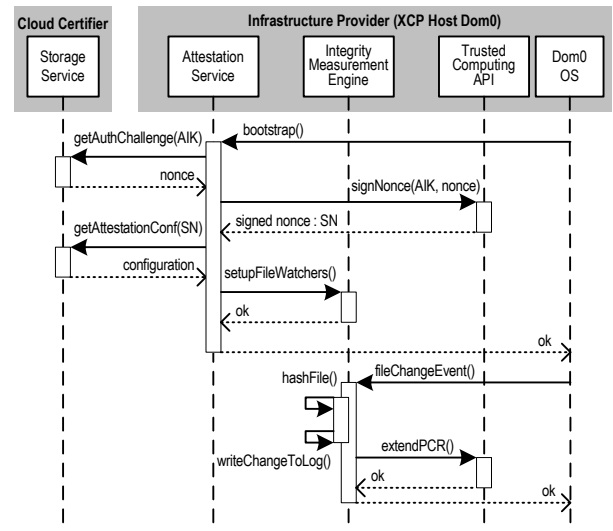 Cloud Certifier
Infrastructure Provider (XCP Host Dom0)
Storage
Service
Attestation
Service
Integrity
Measurement
Engine
Trusted
Computing
API
Dom0
OS
bootstrap()
getAuthChallenge(AIK)
nonce
signNonce(AIK, nonce)
signed nonce : SN
getAttestationConf(SN)
configuration
setupFileWatchers()
ok
ok
hashFile()
fileChangeEvent()
writeChangeToLog()
extendPCR()
ok
ok